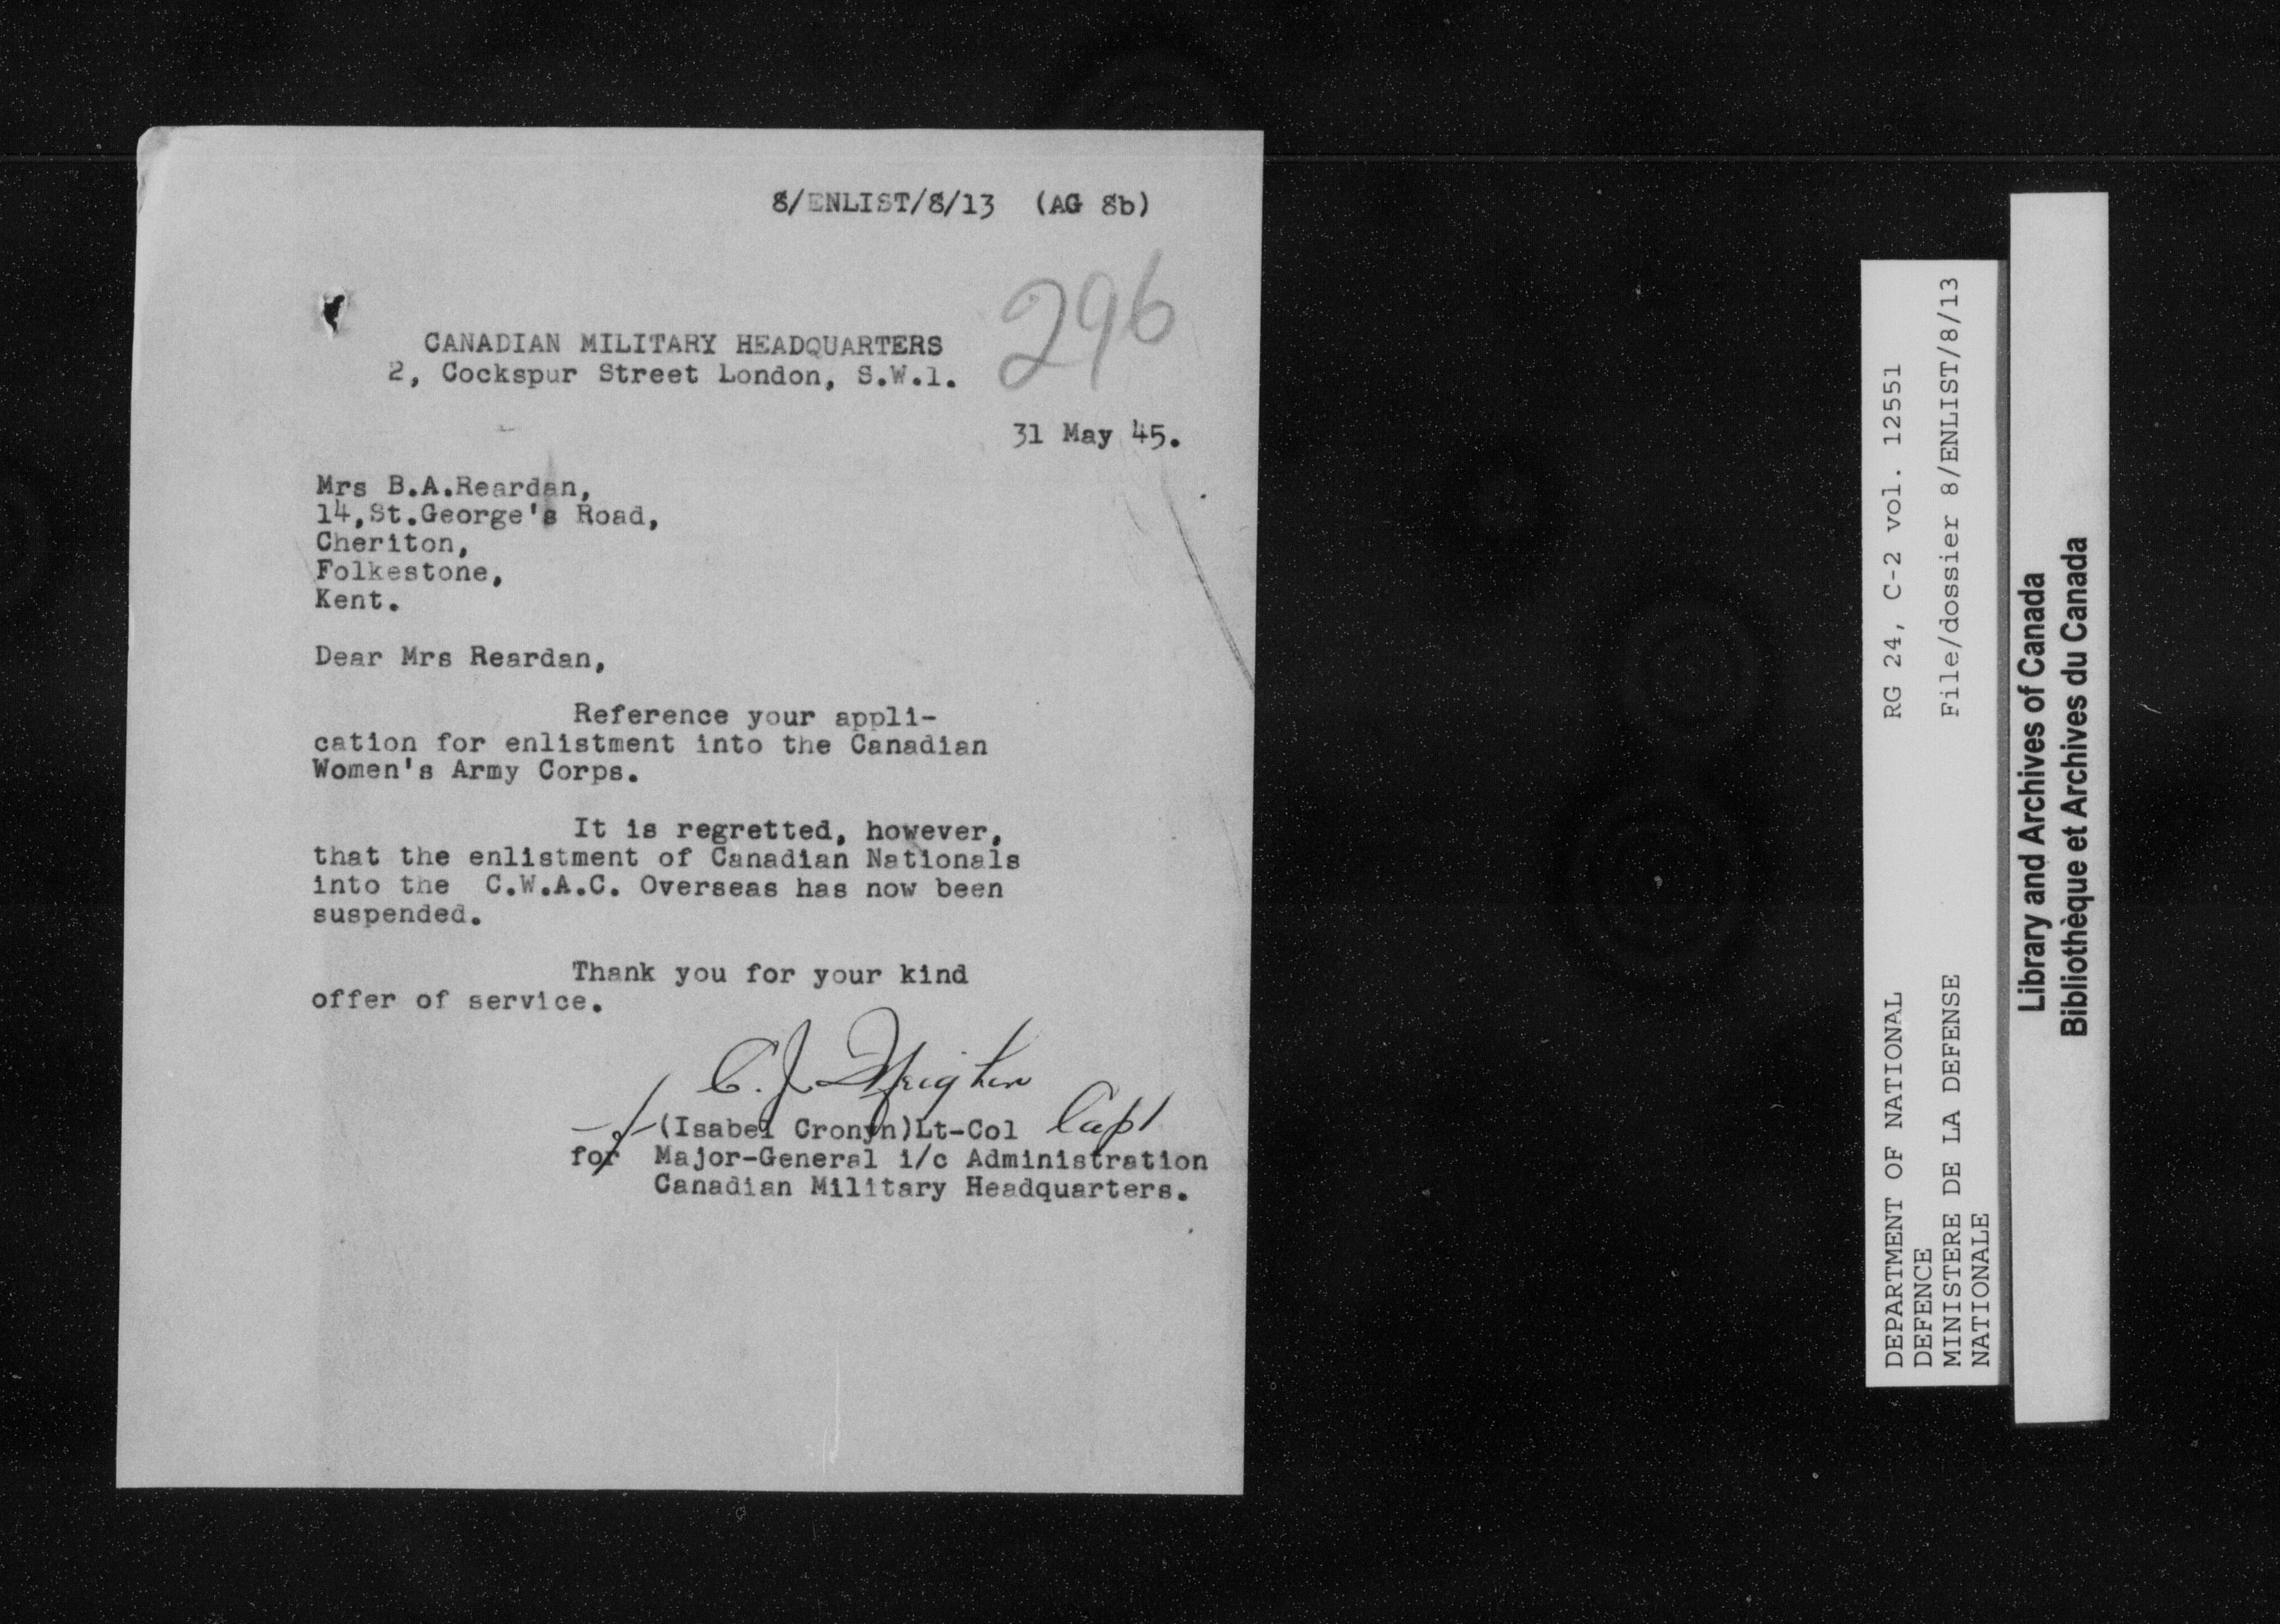 8/ENLIST/8/13 (AG 8b)
296
CANADIAN MILITARY HEADQUARTERS
2, Cockspur Street London, S.W.1.
31 May 45.
Mrs B.A.Reardan,
14,St.George's Road,
Cheriton,
Folkestone,
Kent.
Dear Mrs Reardan,
Reference your appli-
cation for enlistment into the Canadian
Women's Army Corps.
It is regretted, however,
that the enlistment of Canadian Nationals
into the C.W.A.C. Overseas has now been
suspended.
Thank you for your kind
offer of service.
C. J.
(Isabel Cronyn)Lt-Col Capt
for Major-General i/c Administration
Canadian Military Headquarters.
DEPARTMENT OF NATIONAL
DEFENCE
MINISTERE DE LA DEFENSE
NATIONALE
RG 24, C-2 vol. 12551
File/dossier 8/ENLIST/8/13
Library and Archives of Canada
Bibliothèque et Archives du Canada